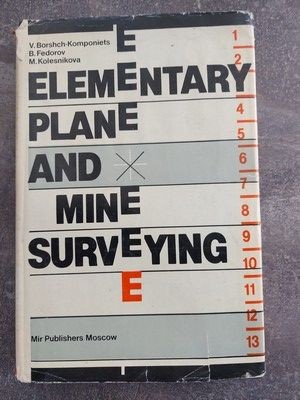 V. Borshch-Komponiets
B. Fedorov
M. Kolesnikova
E
ELEMENTARY
E
PLANE
E
AND
E
MINE
E
SURVEYING
E
Mir Publishers Moscow
1
2
4
5
6
7
8
9
10
11
12
13